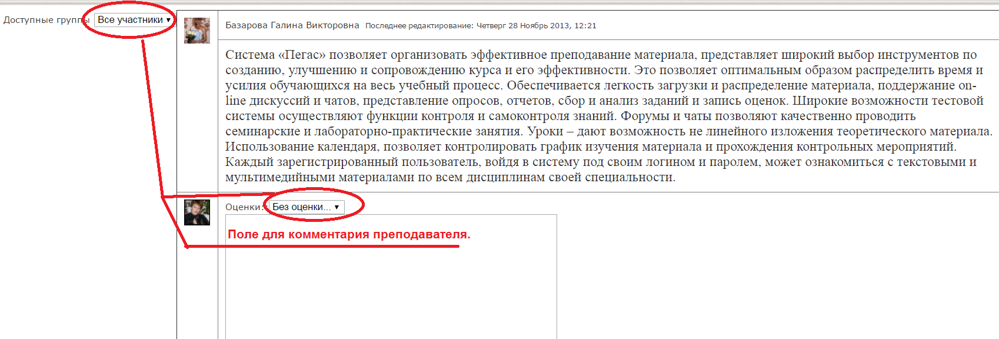 Доступные группы Все участники ▾
Базарова Галина Викторовна Последнее редактирование: Четверг 28 Ноябрь 2013, 12:21
Система «Пегас» позволяет организовать эффективное преподавание материала, представляет широкий выбор инструментов по
созданию, улучшению и сопровождению курса и его эффективности. Это позволяет оптимальным образом распределить время и
усилия обучающихся на весь учебный процесс. Обеспечивается легкость загрузки и распределение материала, поддержание on-
line дискуссий и чатов, представление опросов, отчетов, сбор и анализ заданий и запись оценок. Широкие возможности тестовой
системы осуществляют функции контроля и самоконтроля знаний. Форумы и чаты позволяют качественно проводить
семинарские и лабораторно-практические занятия. Уроки – дают возможность не линейного изложения теоретического материала.
Использование календаря, позволяет контролировать график изучения материала и прохождения контрольных мероприятий.
Каждый зарегистрированный пользователь, войдя в систему под своим логином и паролем, может ознакомиться с текстовыми и
мультимедийными материалами по всем дисциплинам своей специальности.
Оценки:: Без оценки... ▾
Поле для комментария преподавателя.